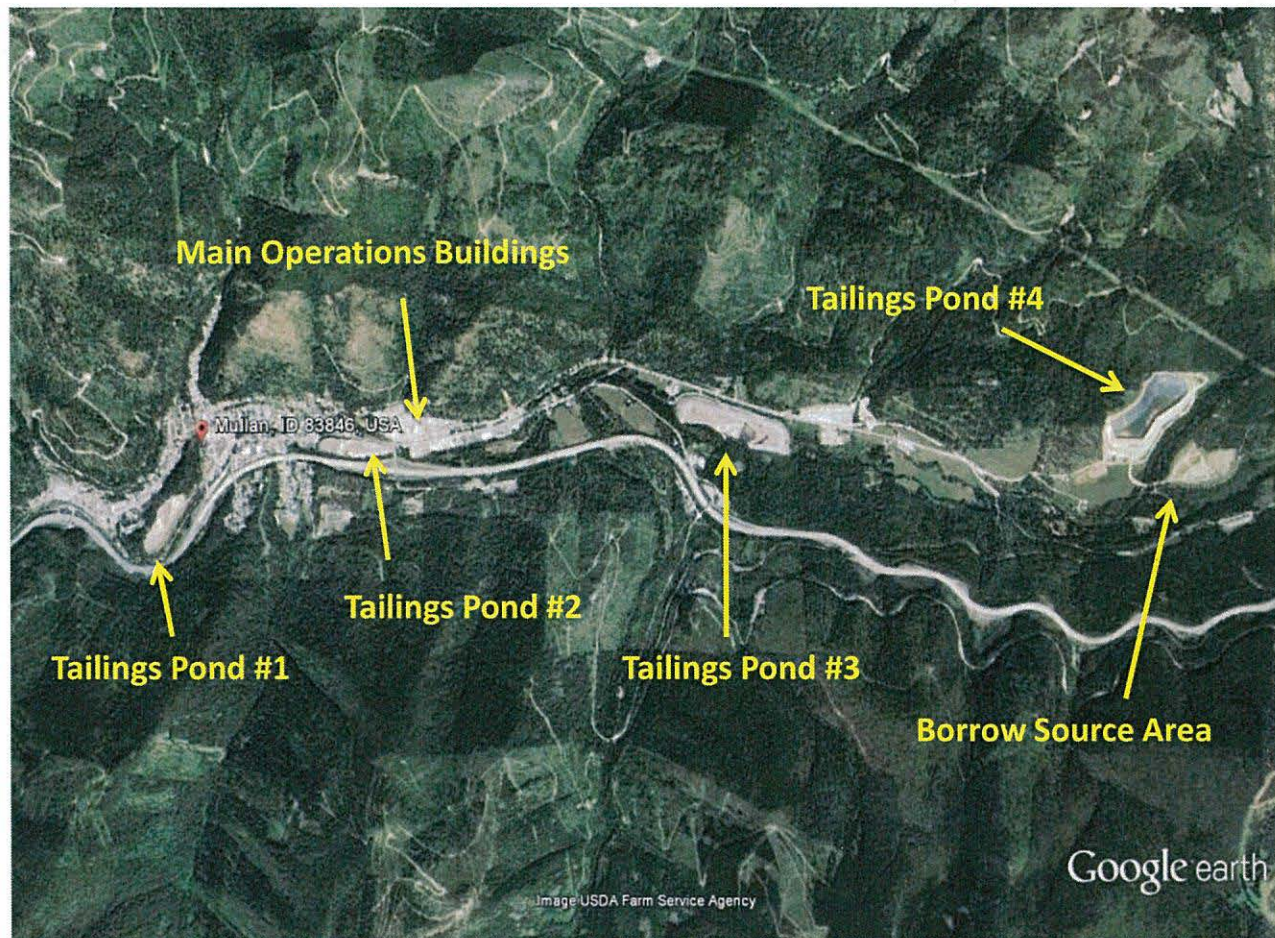 Main Operations Buildings
Tailings Pond #4
Mullan, ID 83846, USA
Tailings Pond #2
Tailings Pond #1
Tailings Pond #3
Borrow Source Area
Google earth
Image USDA Farm Service Agency